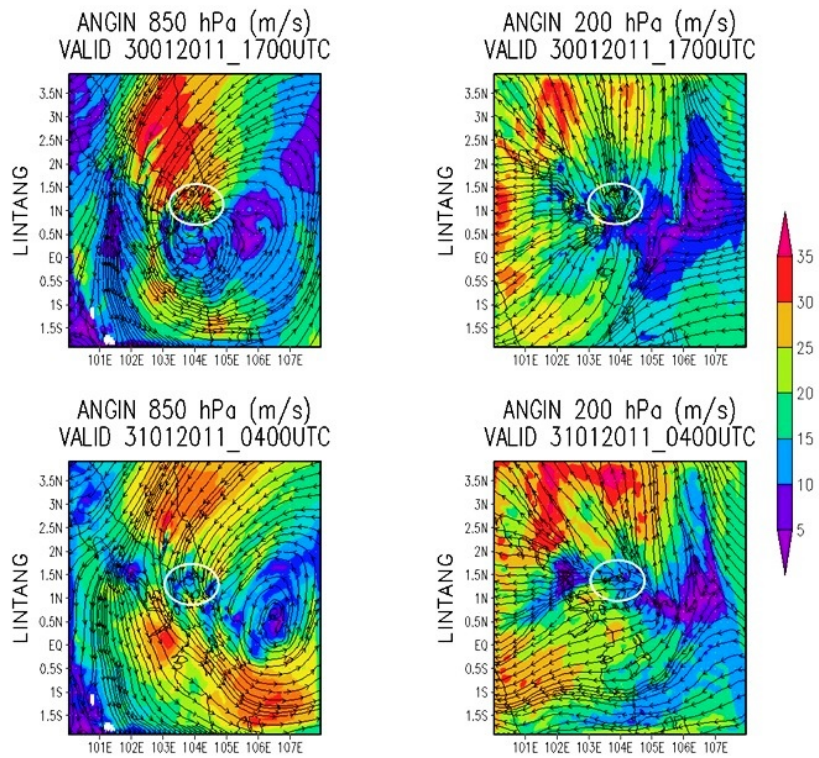 ANGIN 850 hPa (m/s)
VALID 30012011_1700UTC
LINTANG
3.5N
3N
2.5N
2N
1.5N
1N
0.5N
EQ
0.5S
1S
1.5S
101E 102E 103E 104E 105E 106E 107E
ANGIN 200 hPa (m/s)
VALID 30012011_1700UTC
LINTANG
3.5N
3N
2.5N
2N
1.5N
1N
0.5N
EQ
0.5S
1S
1.5S
101E 102E 103E 104E 105E 106E 107E
ANGIN 850 hPa (m/s)
VALID 31012011_0400UTC
LINTANG
3.5N
3N
2.5N
2N
1.5N
1N
0.5N
EQ
0.5S
1S
1.5S
101E 102E 103E 104E 105E 106E 107E
ANGIN 200 hPa (m/s)
VALID 31012011_0400UTC
LINTANG
3.5N
3N
2.5N
2N
1.5N
1N
0.5N
EQ
0.5S
1S
1.5S
101E 102E 103E 104E 105E 106E 107E
35
30
25
20
15
10
5